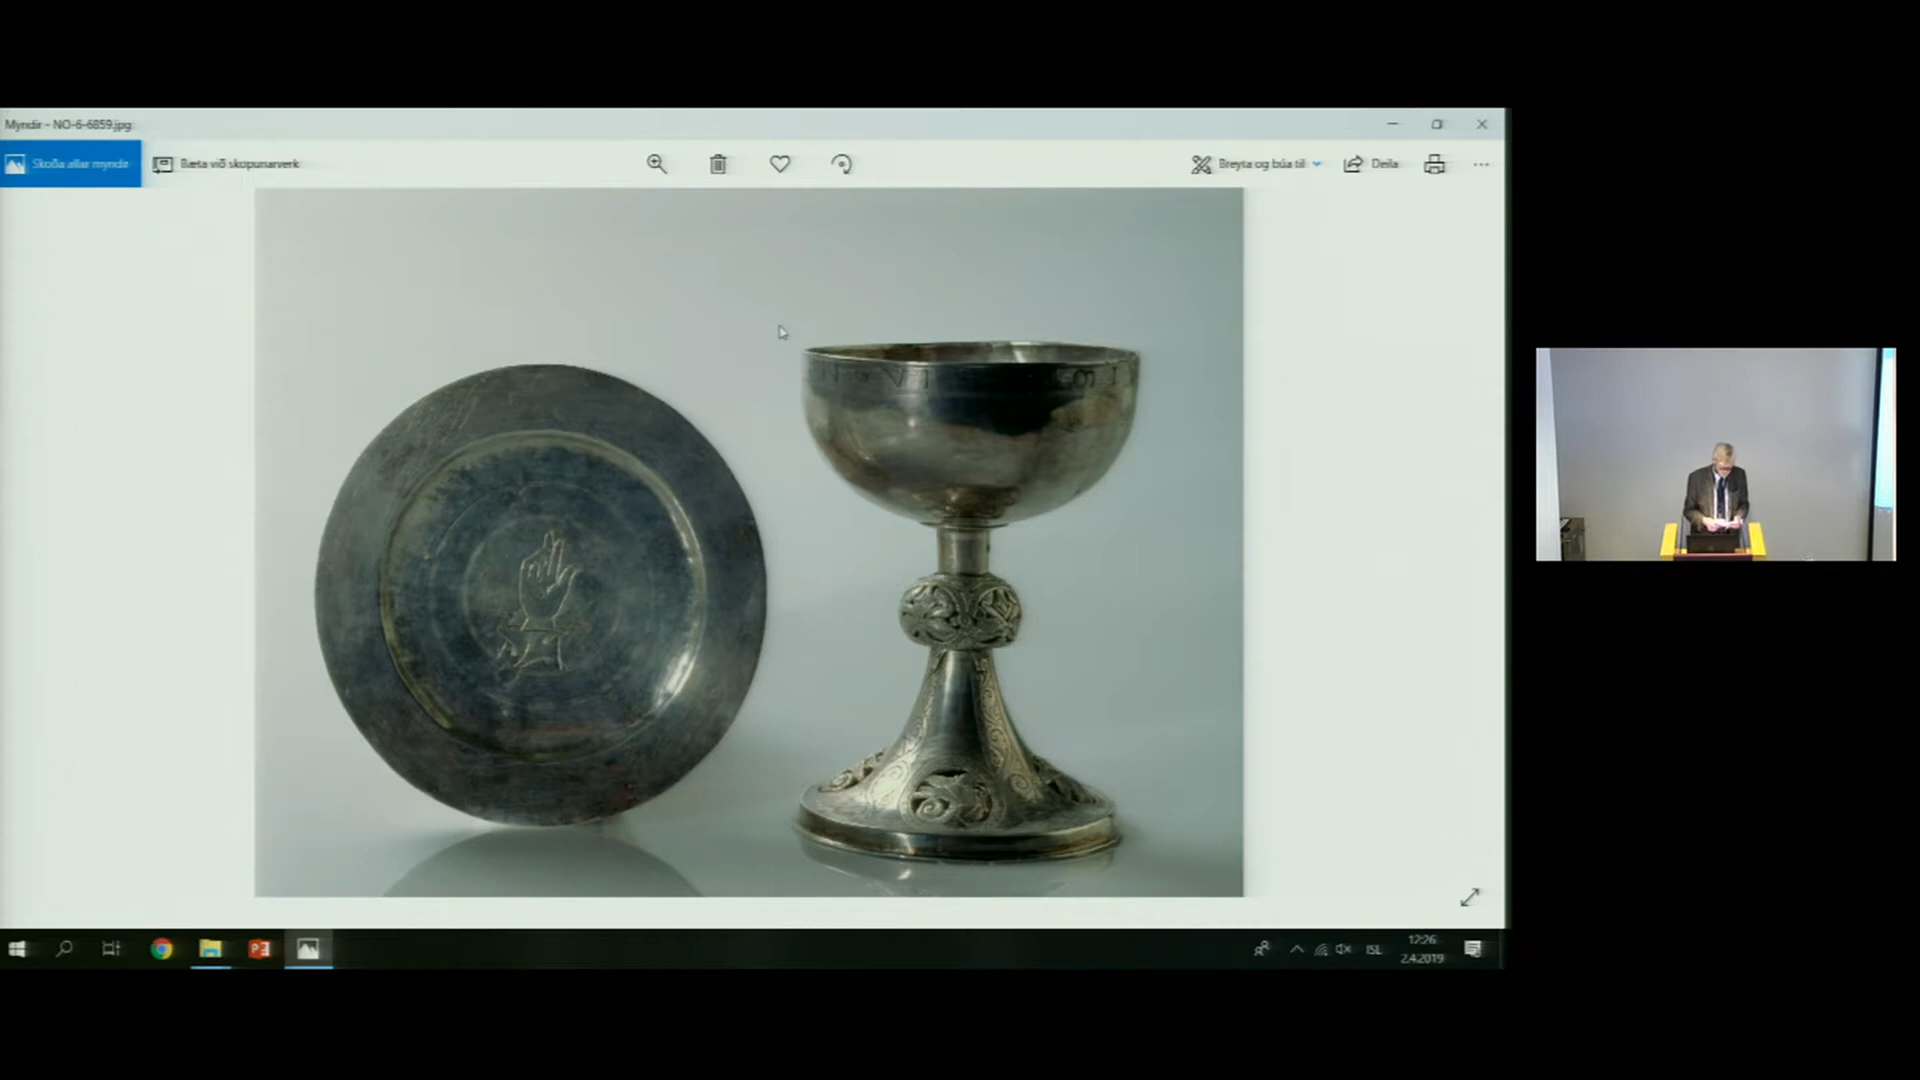 Myndir - NO-6-6859.jpg
Skoða allar myndir
Bæta við sköpunarverk
Breyta og búa til
Deila
ISL
12:26
2.4.2019